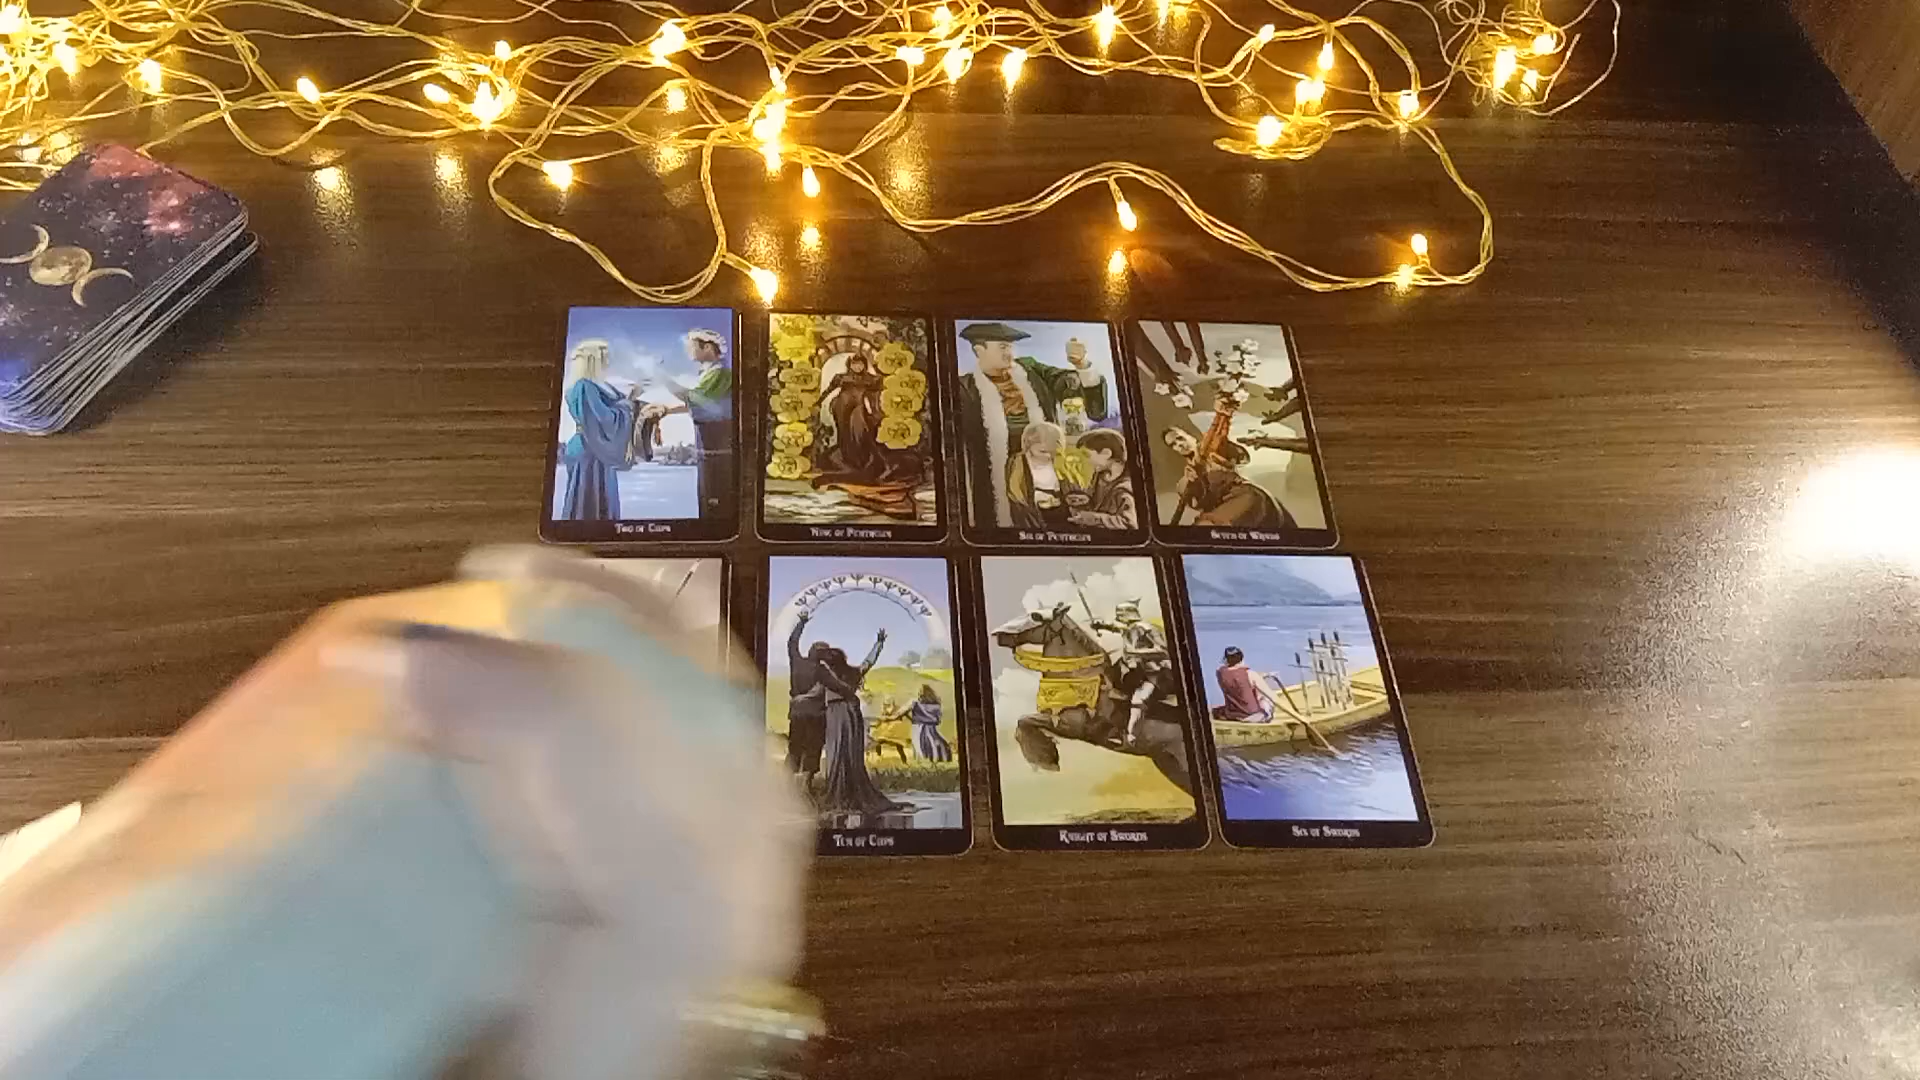 TWO OF CUPS
NINE OF PENTACLES
SIX OF PENTACLES
SEVEN OF WANDS
TEN OF CUPS
KNIGHT OF SWORDS
SIX OF SWORDS